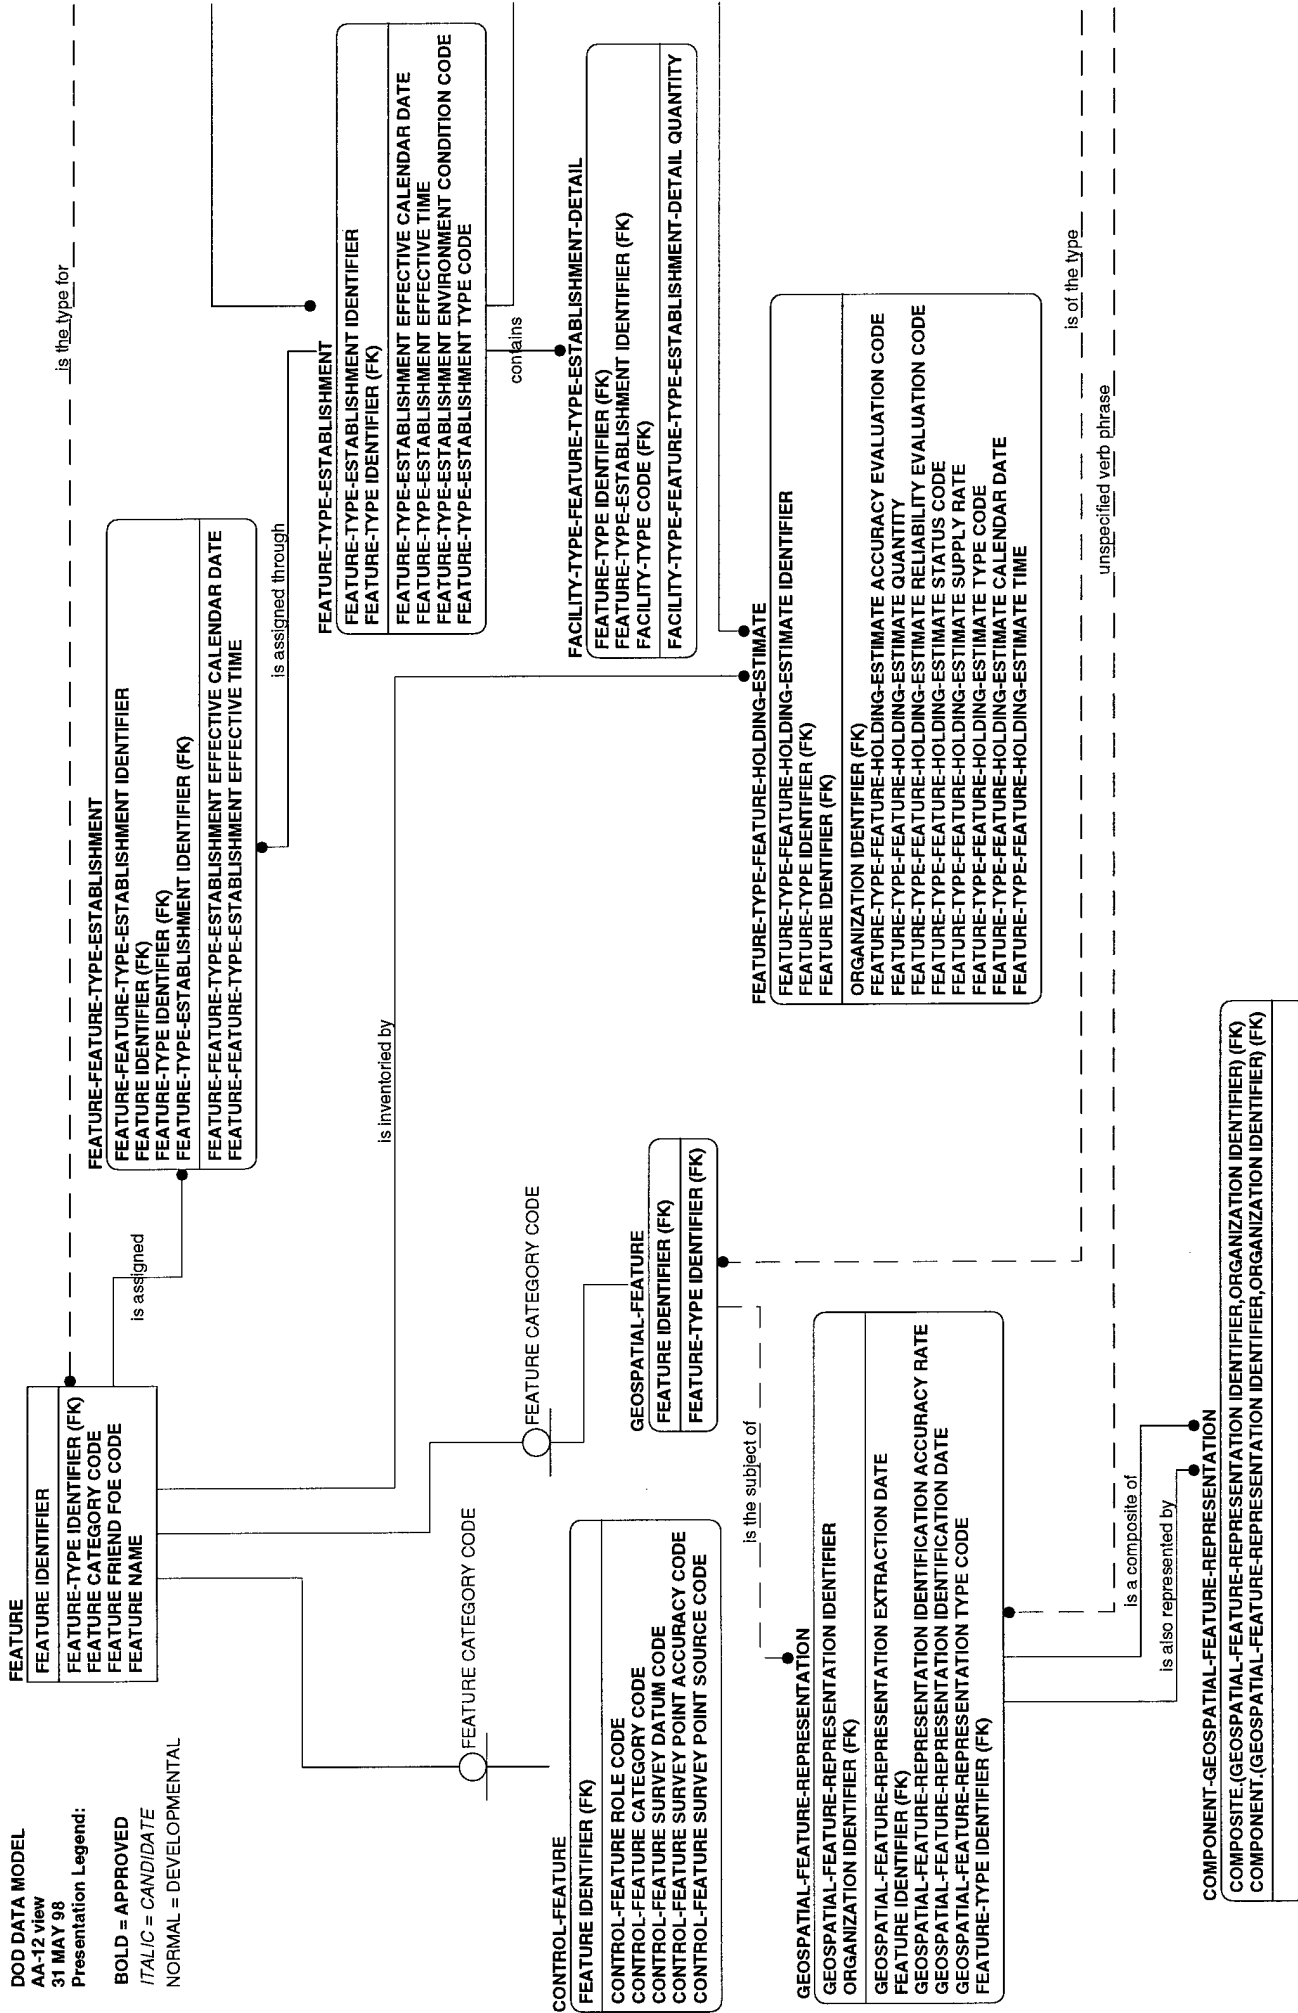 DOD DATA MODEL
AA-12 view
31 MAY 98
Presentation Legend:
BOLD = APPROVED
ITALIC = CANDIDATE
NORMAL = DEVELOPMENTAL
FEATURE
FEATURE IDENTIFIER
FEATURE-TYPE IDENTIFIER (FK)
FEATURE CATEGORY CODE
FEATURE FRIEND FOE CODE
FEATURE NAME
is the type for
is assigned
FEATURE-FEATURE-TYPE-ESTABLISHMENT
FEATURE-FEATURE-TYPE-ESTABLISHMENT IDENTIFIER
FEATURE IDENTIFIER (FK)
FEATURE-TYPE IDENTIFIER (FK)
FEATURE-TYPE-ESTABLISHMENT IDENTIFIER (FK)
FEATURE-FEATURE-TYPE-ESTABLISHMENT EFFECTIVE CALENDAR DATE
FEATURE-FEATURE-TYPE-ESTABLISHMENT EFFECTIVE TIME
is assigned through
FEATURE-TYPE-ESTABLISHMENT
FEATURE-TYPE-ESTABLISHMENT IDENTIFIER
FEATURE-TYPE IDENTIFIER (FK)
FEATURE-TYPE-ESTABLISHMENT EFFECTIVE CALENDAR DATE
FEATURE-TYPE-ESTABLISHMENT EFFECTIVE TIME
FEATURE-TYPE-ESTABLISHMENT ENVIRONMENT CONDITION CODE
FEATURE-TYPE-ESTABLISHMENT TYPE CODE
is inventoried by
contains
FEATURE CATEGORY CODE
FEATURE CATEGORY CODE
CONTROL-FEATURE
FEATURE IDENTIFIER (FK)
CONTROL-FEATURE ROLE CODE
CONTROL-FEATURE CATEGORY CODE
CONTROL-FEATURE SURVEY DATUM CODE
CONTROL-FEATURE SURVEY POINT ACCURACY CODE
CONTROL-FEATURE SURVEY POINT SOURCE CODE
GEOSPATIAL-FEATURE
FEATURE IDENTIFIER (FK)
FEATURE-TYPE IDENTIFIER (FK)
FACILITY-TYPE-FEATURE-TYPE-ESTABLISHMENT-DETAIL
FEATURE-TYPE IDENTIFIER (FK)
FEATURE-TYPE-ESTABLISHMENT IDENTIFIER (FK)
FACILITY-TYPE CODE (FK)
FACILITY-TYPE-FEATURE-TYPE-ESTABLISHMENT-DETAIL QUANTITY
is the subject of
FEATURE-TYPE-FEATURE-HOLDING-ESTIMATE
FEATURE-TYPE-FEATURE-HOLDING-ESTIMATE IDENTIFIER
FEATURE-TYPE IDENTIFIER (FK)
FEATURE IDENTIFIER (FK)
ORGANIZATION IDENTIFIER (FK)
FEATURE-TYPE-FEATURE-HOLDING-ESTIMATE ACCURACY EVALUATION CODE
FEATURE-TYPE-FEATURE-HOLDING-ESTIMATE QUANTITY
FEATURE-TYPE-FEATURE-HOLDING-ESTIMATE RELIABILITY EVALUATION CODE
FEATURE-TYPE-FEATURE-HOLDING-ESTIMATE STATUS CODE
FEATURE-TYPE-FEATURE-HOLDING-ESTIMATE SUPPLY RATE
FEATURE-TYPE-FEATURE-HOLDING-ESTIMATE TYPE CODE
FEATURE-TYPE-FEATURE-HOLDING-ESTIMATE CALENDAR DATE
FEATURE-TYPE-FEATURE-HOLDING-ESTIMATE TIME
GEOSPATIAL-FEATURE-REPRESENTATION
GEOSPATIAL-FEATURE-REPRESENTATION IDENTIFIER
ORGANIZATION IDENTIFIER (FK)
GEOSPATIAL-FEATURE-REPRESENTATION EXTRACTION DATE
FEATURE IDENTIFIER (FK)
GEOSPATIAL-FEATURE-REPRESENTATION IDENTIFICATION ACCURACY RATE
GEOSPATIAL-FEATURE-REPRESENTATION IDENTIFICATION DATE
GEOSPATIAL-FEATURE-REPRESENTATION TYPE CODE
FEATURE-TYPE IDENTIFIER (FK)
is of the type
unspecified verb phrase
is a composite of
is also represented by
COMPONENT-GEOSPATIAL-FEATURE-REPRESENTATION
COMPOSITE.(GEOSPATIAL-FEATURE-REPRESENTATION IDENTIFIER,ORGANIZATION IDENTIFIER) (FK)
COMPONENT.(GEOSPATIAL-FEATURE-REPRESENTATION IDENTIFIER,ORGANIZATION IDENTIFIER) (FK)